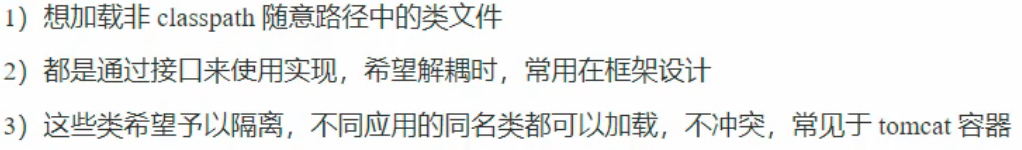 1）想加载非 classpath 随意路径中的类文件
2）都是通过接口来使用实现，希望解耦时，常用在框架设计
3）这些类希望予以隔离，不同应用的同名类都可以加载，不冲突，常见于 tomcat 容器